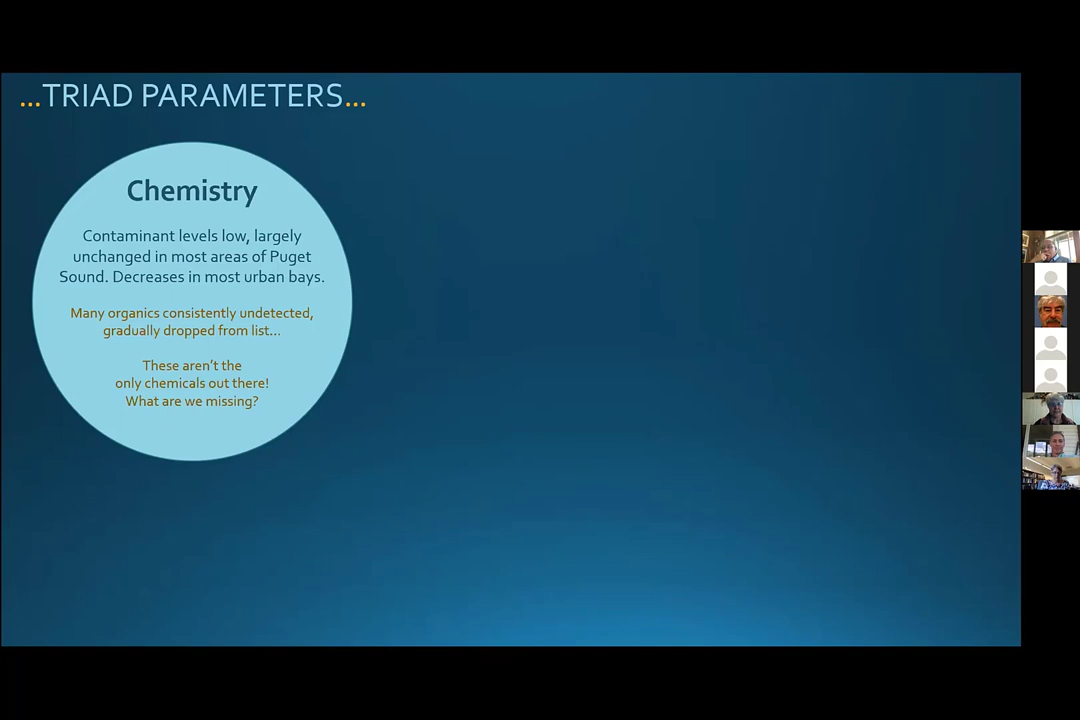 ...TRIAD PARAMETERS...
Chemistry
Contaminant levels low, largely
unchanged in most areas of Puget
Sound. Decreases in most urban bays.
Many organics consistently undetected,
gradually dropped from list...
These aren't the
only chemicals out there!
What are we missing?